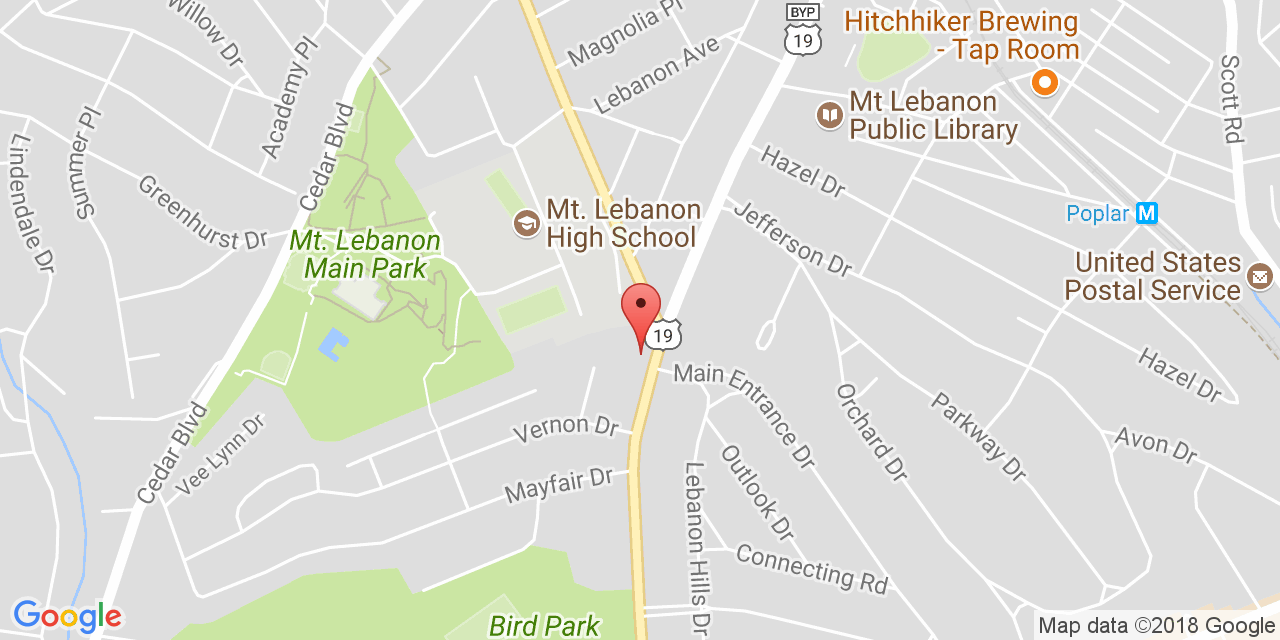 Willow Dr
Academy Pl
Magnolia Pl
Lebanon Ave
BYP
19
Hitchhiker Brewing
- Tap Room
Scott Rd
Mt Lebanon
Public Library
Cedar Blvd
Summer Pl
Lindendale Dr
Greenhurst Dr
Hazel Dr
Jefferson Dr
Poplar M
Mt. Lebanon
High School
Mt. Lebanon
Main Park
United States
Postal Service
19
Main Entrance Dr
Hazel Dr
Orchard Dr
Parkway Dr
Avon Dr
Vernon Dr
Cedar Blvd
Vee Lynn Dr
Mayfair Dr
Outlook Dr
Lebanon Hills Dr
Connecting Rd
Google
Bird Park
Map data ©2018 Google